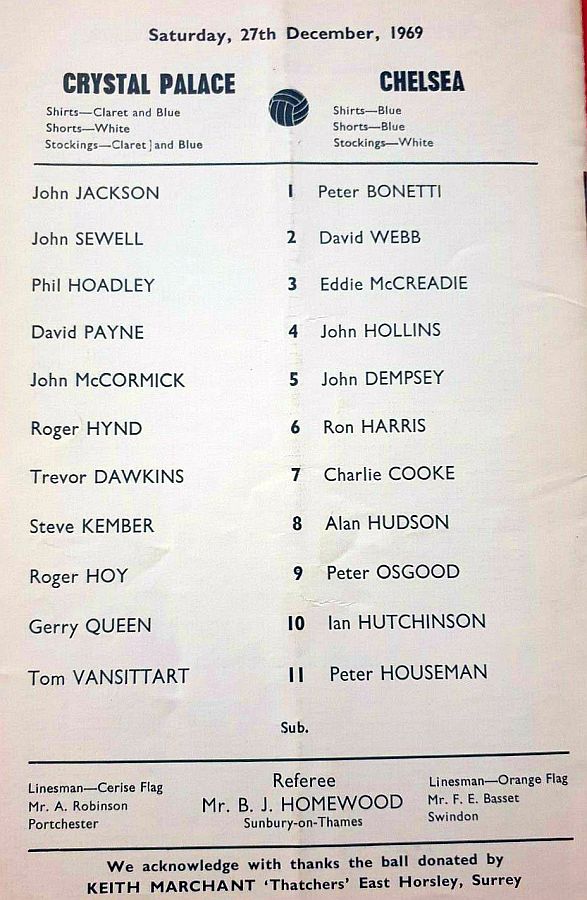 Saturday, 27th December, 1969
CRYSTAL PALACE
Shirts—Claret and Blue
Shorts—White
Stockings—Claret and Blue
CHELSEA
Shirts—Blue
Shorts—Blue
Stockings—White
John JACKSON 1 Peter BONETTI
John SEWELL 2 David WEBB
Phil HOADLEY 3 Eddie McCREADIE
David PAYNE 4 John HOLLINS
John McCORMICK 5 John DEMPSEY
Roger HYND 6 Ron HARRIS
Trevor DAWKINS 7 Charlie COOKE
Steve KEMBER 8 Alan HUDSON
Roger HOY 9 Peter OSGOOD
Gerry QUEEN 10 Ian HUTCHINSON
Tom VANSITTART 11 Peter HOUSEMAN
Sub.
Linesman—Cerise Flag
Mr. A. Robinson
Portchester
Referee
Mr. B. J. HOMEWOOD
Sunbury-on-Thames
Linesman—Orange Flag
Mr. F. E. Basset
Swindon
We acknowledge with thanks the ball donated by
KEITH MARCHANT 'Thatchers' East Horsley, Surrey